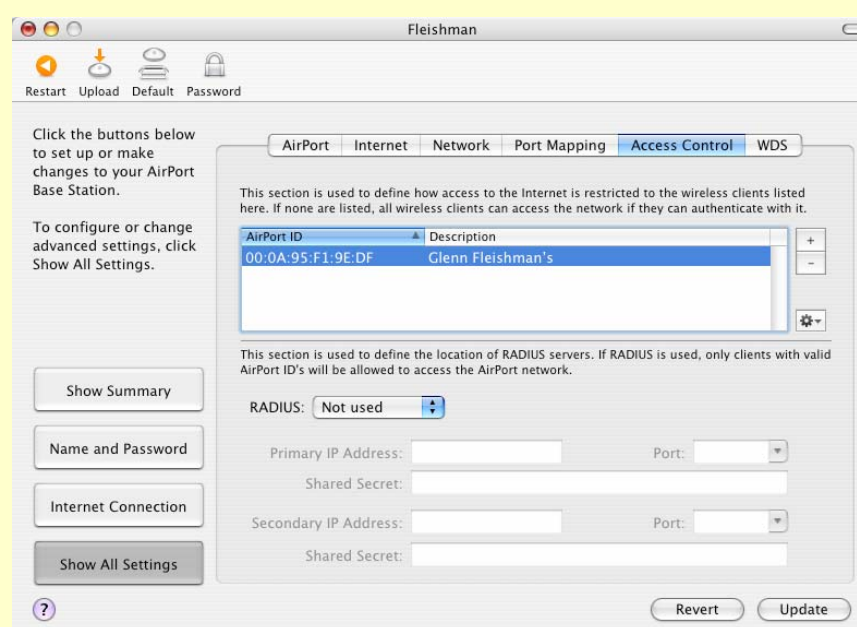 Fleishman
Restart Upload Default Password
Click the buttons below
to set up or make
changes to your AirPort
Base Station.
To configure or change
advanced settings, click
Show All Settings.
Show Summary
Name and Password
Internet Connection
Show All Settings
?
AirPort Internet Network Port Mapping Access Control WDS
This section is used to define how access to the Internet is restricted to the wireless clients listed
here. If none are listed, all wireless clients can access the network if they can authenticate with it.
AirPort ID Description
00:0A:95:F1:9E:DF Glenn Fleishman's
+
-
This section is used to define the location of RADIUS servers. If RADIUS is used, only clients with valid
AirPort ID's will be allowed to access the AirPort network.
RADIUS: Not used
Primary IP Address: Port:
Shared Secret:
Secondary IP Address: Port:
Shared Secret:
Revert Update